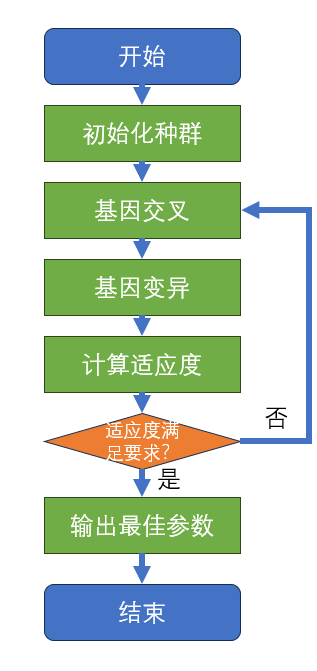 开始
初始化种群
基因交叉
基因变异
计算适应度
适应度满
足要求?
否
是
输出最佳参数
结束